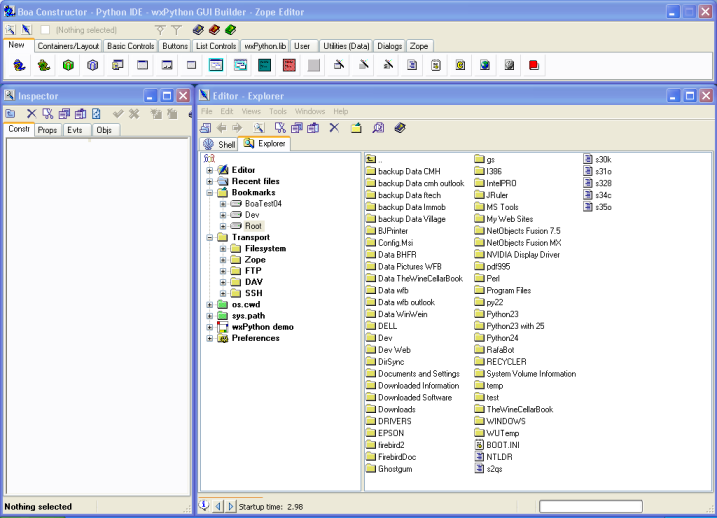 Boa Constructor - Python IDE - wxPython GUI Builder - Zope Editor
(Nothing selected)
New Containers/Layout Basic Controls Buttons List Controls wxPython.lib User Utilities (Data) Dialogs Zope
Inspector
Constr Props Evts Objs
Nothing selected
Editor - Explorer
File Edit Views Tools Windows Help
Shell Explorer
Editor
Recent files
Bookmarks
BoaTest04
Dev
Root
Transport
Filesystem
Zope
FTP
DAV
SSH
os.cwd
sys.path
wxPython demo
Preferences
..
backup Data CMH
backup Data cmh outlook
backup Data ftech
backup Data Immob
backup Data Village
BJPrinter
Config.Msi
Data BHFR
Data Pictures WFB
Data TheWineCellarBook
Data wfb
Data wfb outlook
Data WinWein
DELL
Dev
Dev Web
DirSync
Documents and Settings
Downloaded Information
Downloaded Software
Downloads
DRIVERS
EPSON
firebird2
FirebirdDoc
Ghostgum
gs
I386
IntelPRO
JRuler
MS Tools
My Web Sites
NetObjects Fusion 7.5
NetObjects Fusion MX
NVIDIA Display Driver
pdf995
Perl
Program Files
py22
Python23
Python23 with 25
Python24
RafaBot
RECYCLER
System Volume Information
temp
test
TheWineCellarBook
WINDOWS
WUTemp
BOOT.INI
NTLDR
s2qs
s30k
s31o
s328
s34c
s35o
Startup time: 2.98